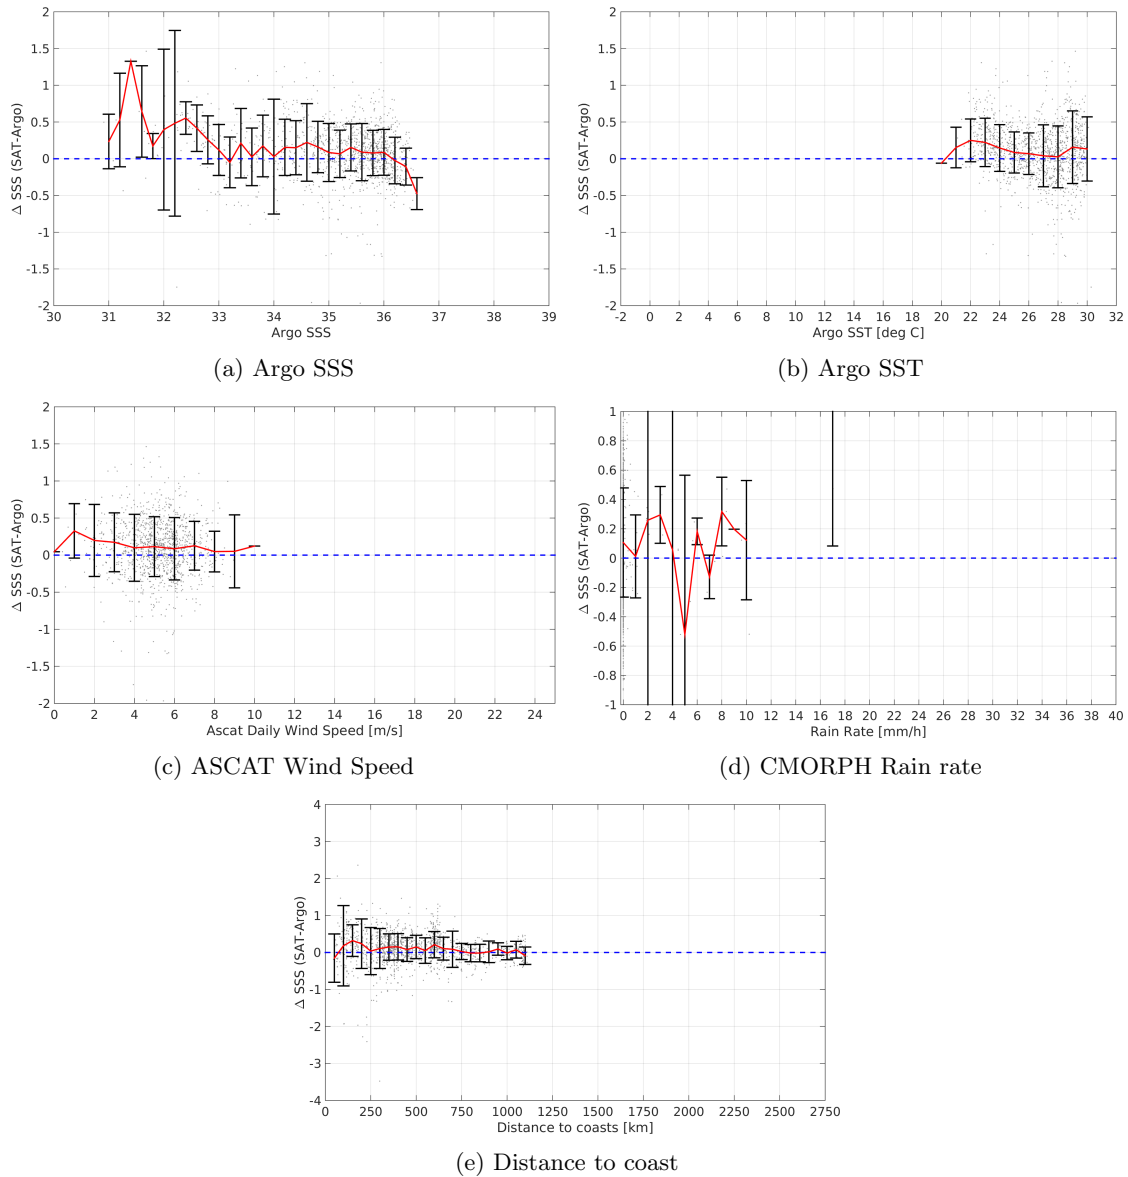 2
1.5
1
0.5
0
-0.5
-1
-1.5
-2
Δ SSS (SAT-Argo)
30 31 32 33 34 35 36 37 38 39
Argo SSS
(a) Argo SSS
2
1.5
1
0.5
0
-0.5
-1
-1.5
-2
Δ SSS (SAT-Argo)
-2 0 2 4 6 8 10 12 14 16 18 20 22 24 26 28 30 32
Argo SST [deg C]
(b) Argo SST
2
1.5
1
0.5
0
-0.5
-1
-1.5
-2
Δ SSS (SAT-Argo)
0 2 4 6 8 10 12 14 16 18 20 22 24
Ascat Daily Wind Speed [m/s]
(c) ASCAT Wind Speed
1
0.8
0.6
0.4
0.2
0
-0.2
-0.4
-0.6
-0.8
-1
Δ SSS (SAT-Argo)
0 2 4 6 8 10 12 14 16 18 20 22 24 26 28 30 32 34 36 38 40
Rain Rate [mm/h]
(d) CMORPH Rain rate
4
3
2
1
0
-1
-2
-3
-4
Δ SSS (SAT-Argo)
0 250 500 750 1000 1250 1500 1750 2000 2250 2500 2750
Distance to coasts [km]
(e) Distance to coast